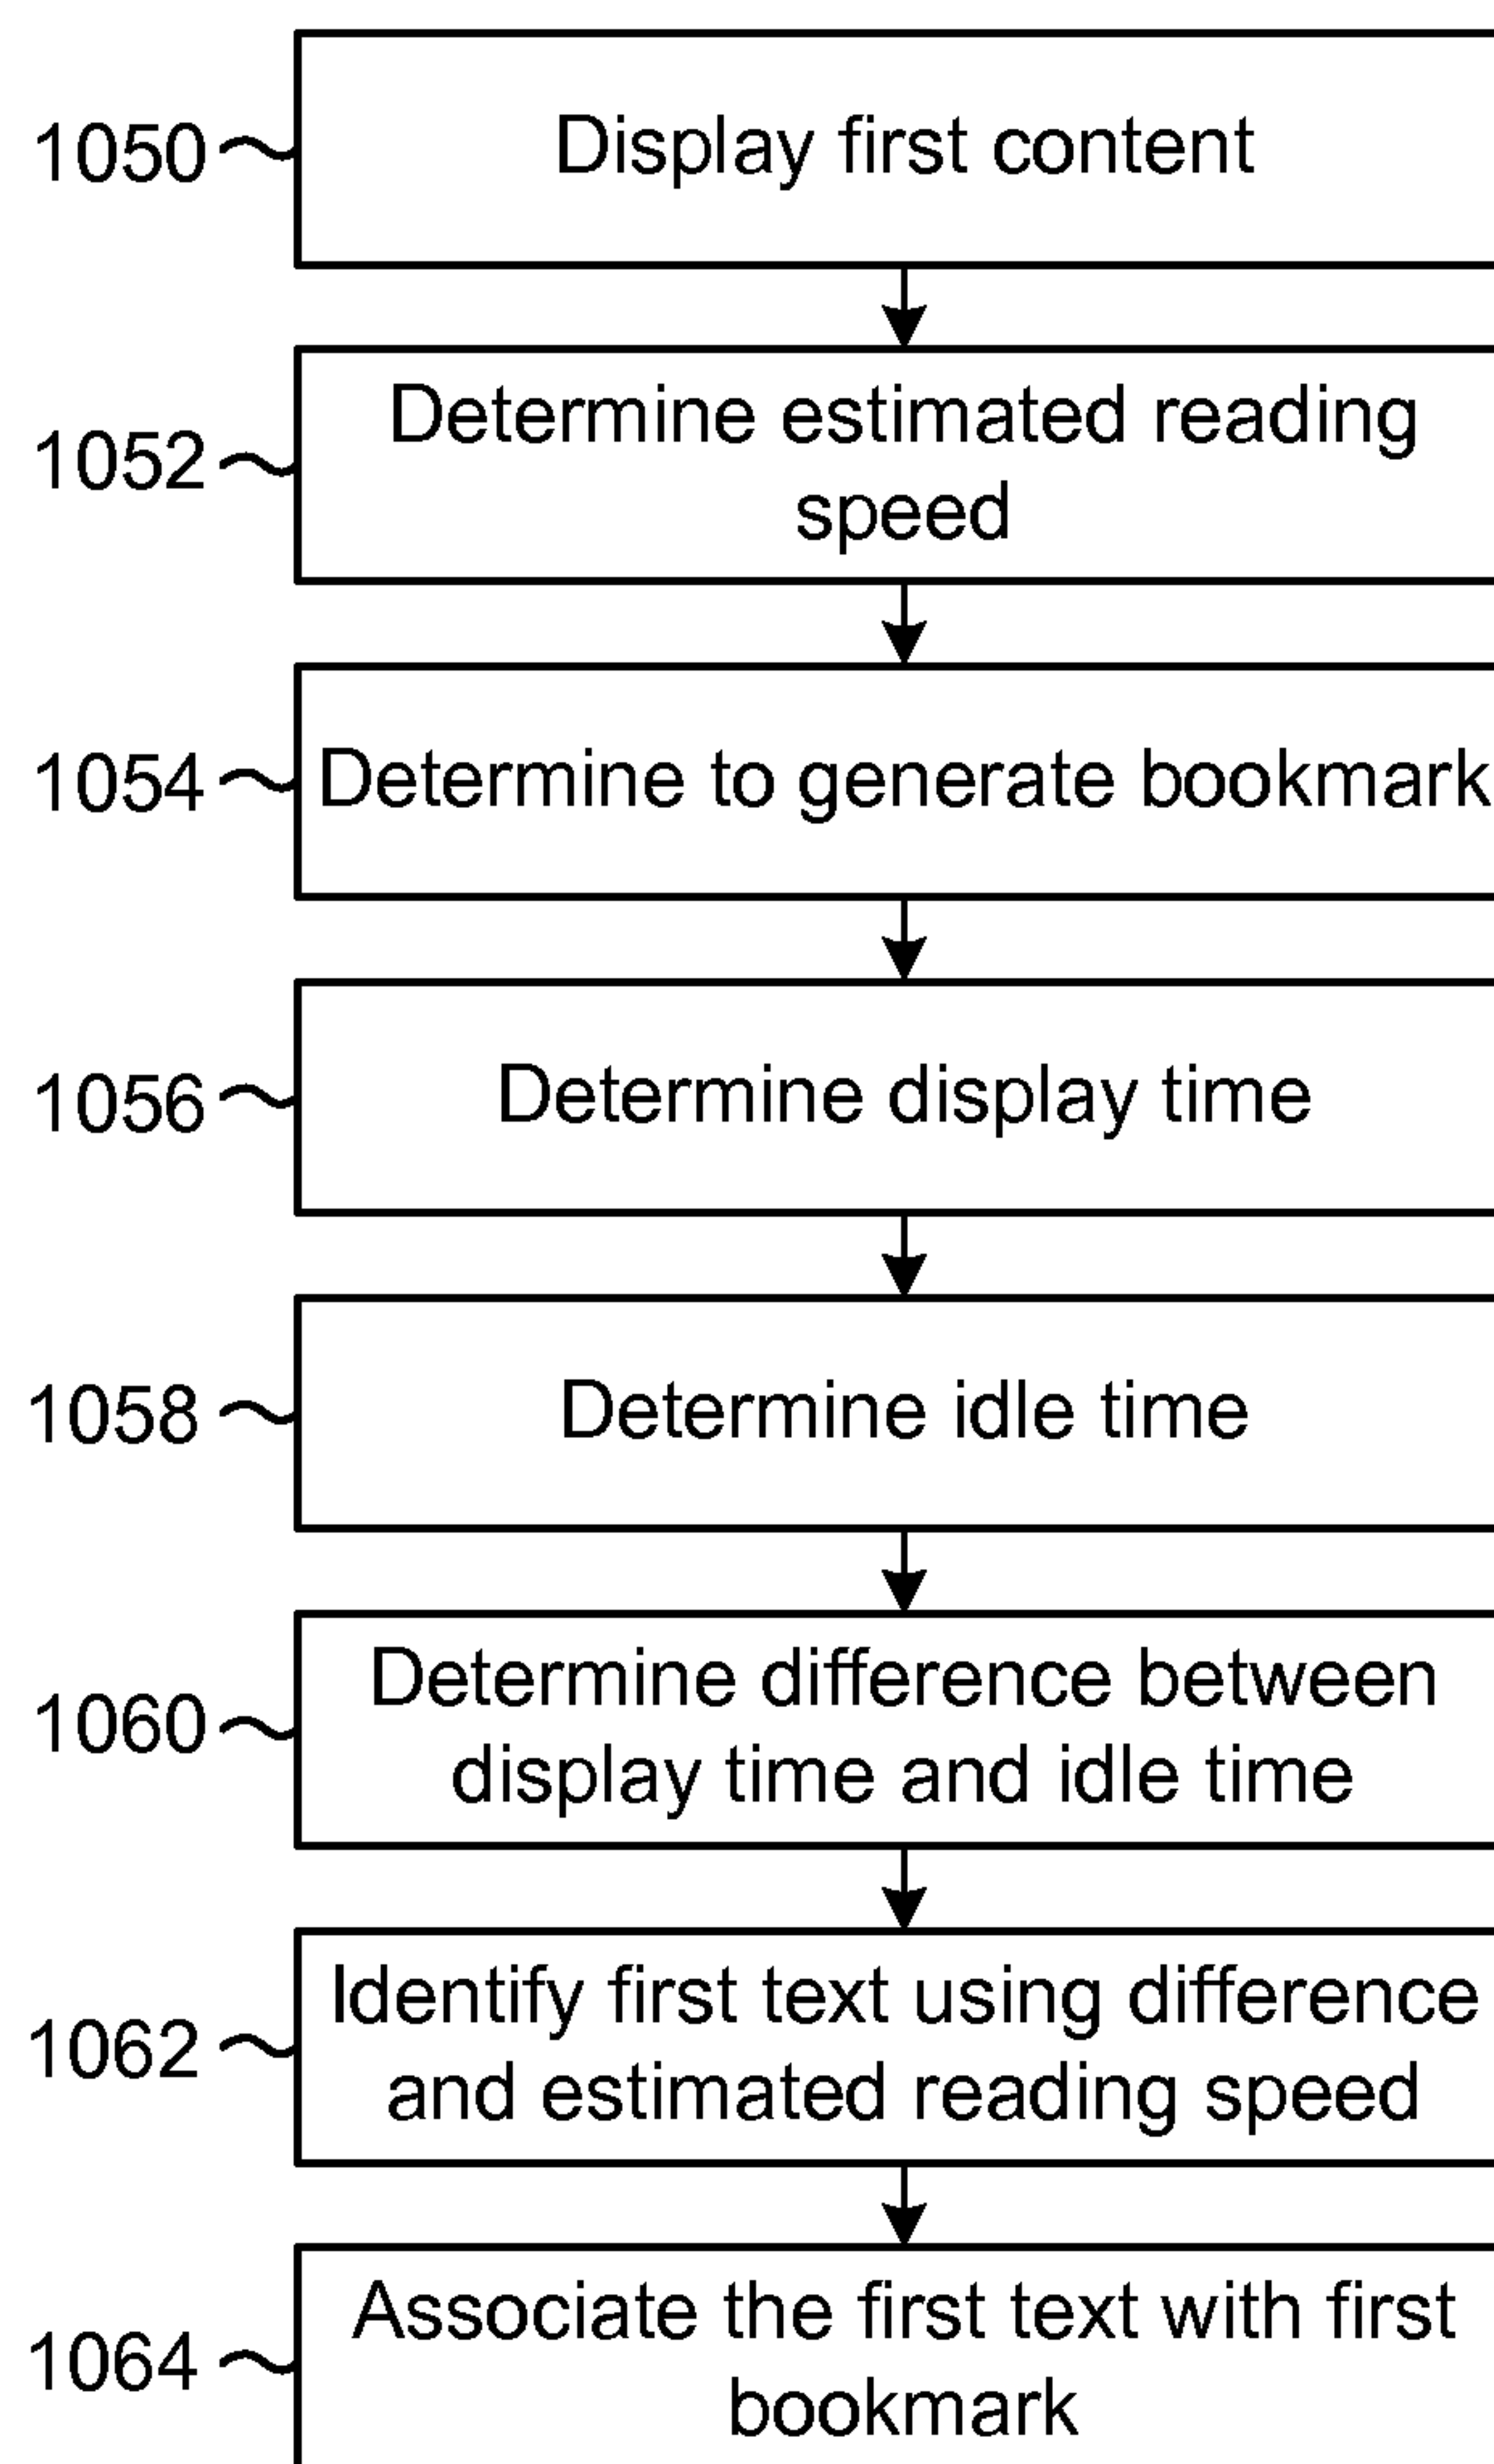 1050 Display first content
1052 Determine estimated reading
speed
1054 Determine to generate bookmark
1056 Determine display time
1058 Determine idle time
1060 Determine difference between
display time and idle time
1062 Identify first text using difference
and estimated reading speed
1064 Associate the first text with first
bookmark